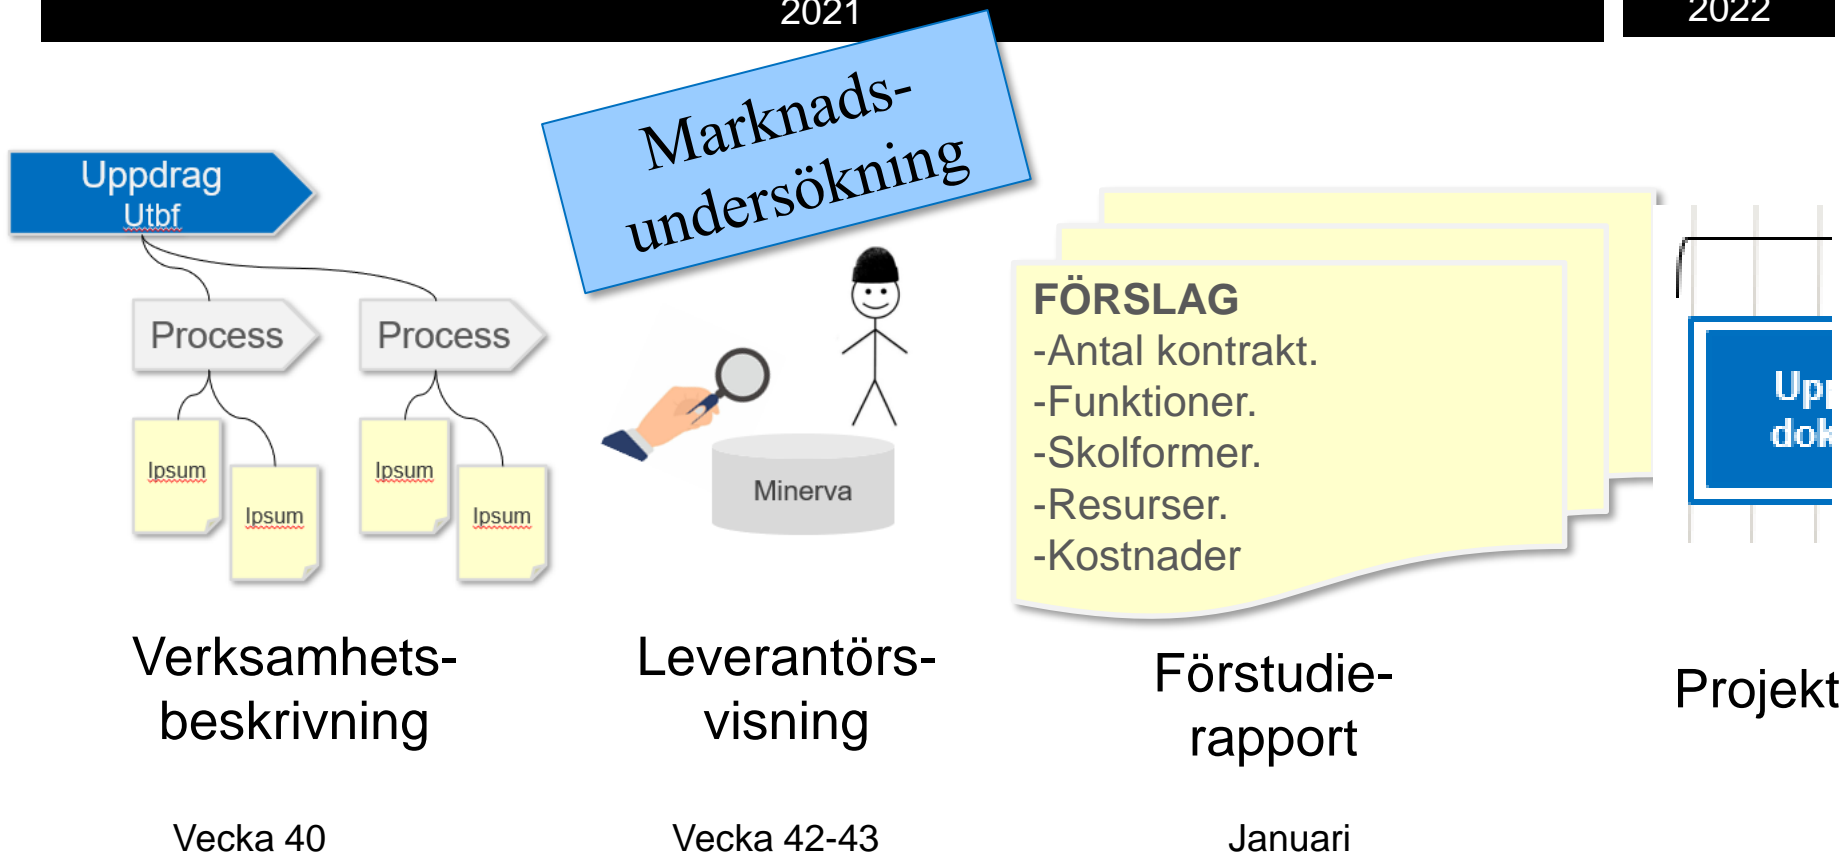 2021
2022
Marknads-
undersökning
Uppdrag
Utbf
Process
Process
Ipsum
Ipsum
Ipsum
Ipsum
Minerva
FÖRSLAG
-Antal kontrakt.
-Funktioner.
-Skolformer.
-Resurser.
-Kostnader
Verksamhets-
beskrivning
Leverantörs-
visning
Förstudie-
rapport
Projekt
Vecka 40
Vecka 42-43
Januari